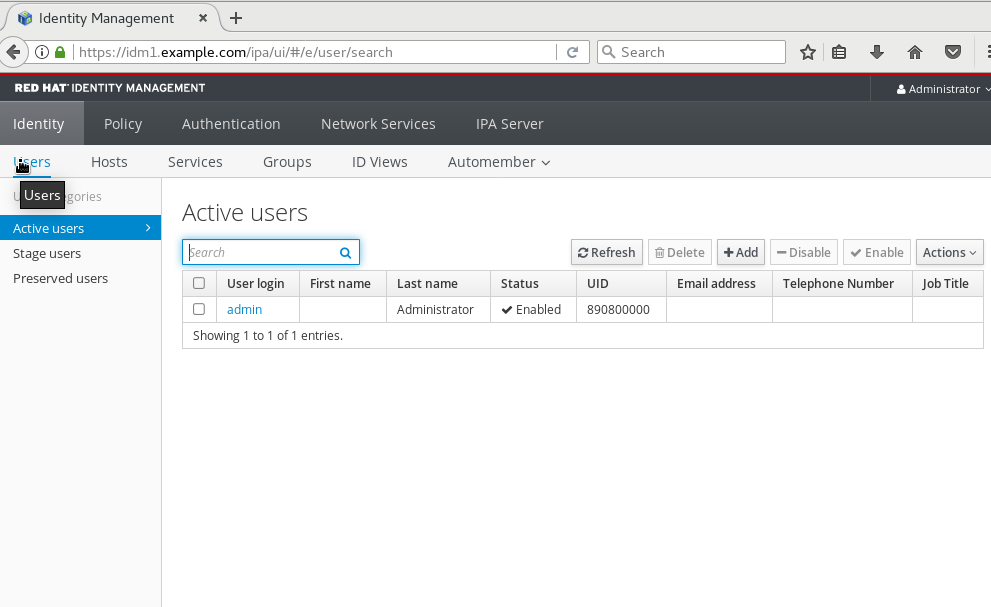 Identity Management
https://idm1.example.com/ipa/ui/#/e/user/search
Search
RED HAT IDENTITY MANAGEMENT
Administrator
Identity Policy Authentication Network Services IPA Server
Users Hosts Services Groups ID Views Automember
Users
Active users
Stage users
Preserved users
Active users
Search
Refresh Delete Add Disable Enable Actions
User login First name Last name Status UID Email address Telephone Number Job Title
admin Administrator Enabled 890800000
Showing 1 to 1 of 1 entries.